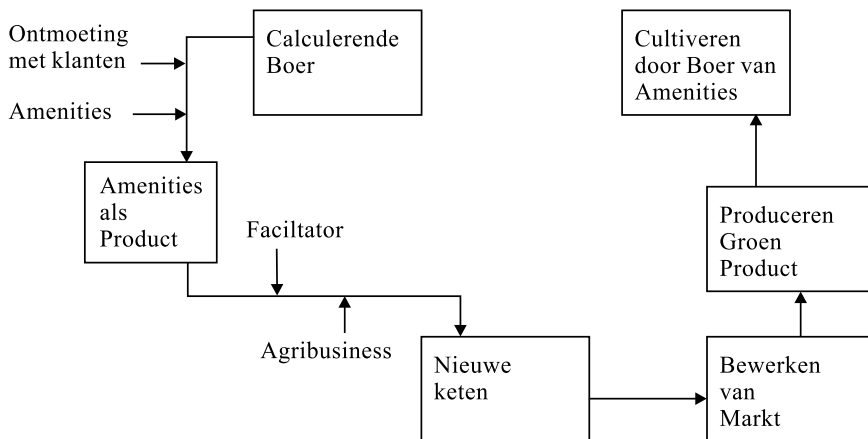 Ontmoeting
met klanten
Amenities
Calculerende
Boer
Cultiveren
door Boer van
Amenities
Amenities
als
Product
Faciltator
Agribusiness
Produceren
Groen
Product
Nieuwe
keten
Bewerken
van
Markt